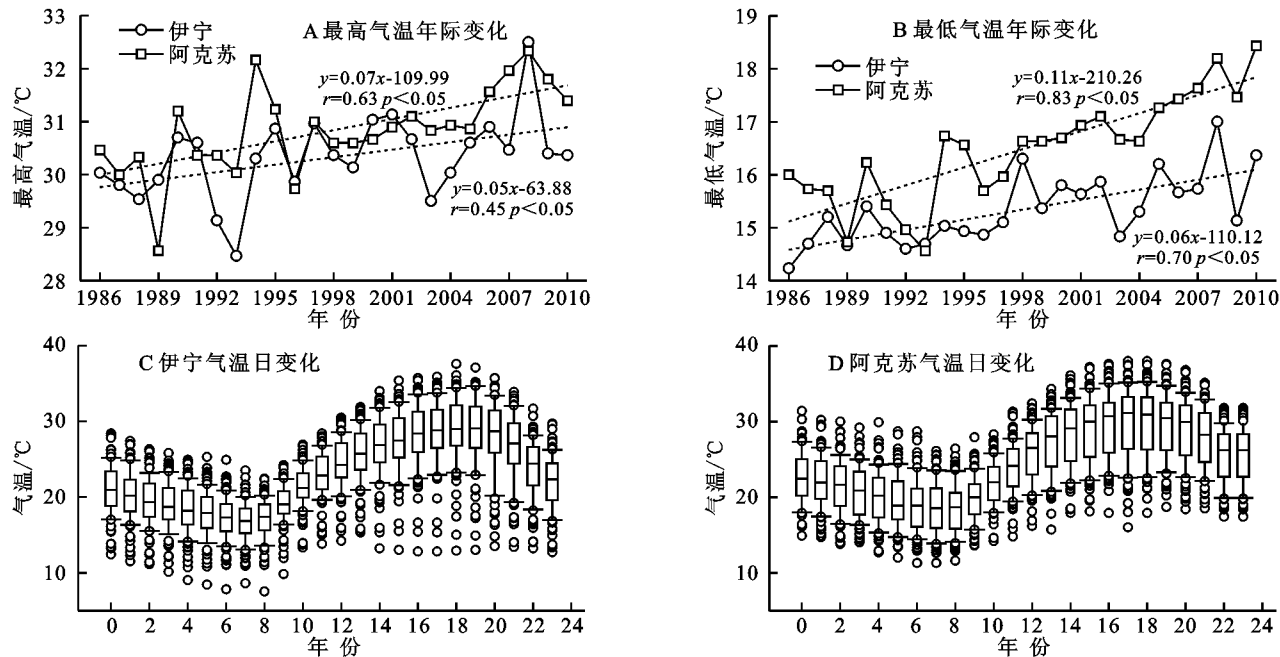 A 最高气温年际变化
伊宁
阿克苏
y=0.07x-109.99
r=0.63 p＜0.05
y=0.05x-63.88
r=0.45 p＜0.05
最高气温/℃
33
32
31
30
29
28
1986 1989 1992 1995 1998 2001 2004 2007 2010
年 份
B 最低气温年际变化
伊宁
阿克苏
y=0.11x-210.26
r=0.83 p＜0.05
y=0.06x-110.12
r=0.70 p＜0.05
最低气温/℃
19
18
17
16
15
14
1986 1989 1992 1995 1998 2001 2004 2007 2010
年 份
C 伊宁气温日变化
气温/℃
40
30
20
10
0 2 4 6 8 10 12 14 16 18 20 22 24
年 份
D 阿克苏气温日变化
气温/℃
40
30
20
10
0 2 4 6 8 10 12 14 16 18 20 22 24
年 份